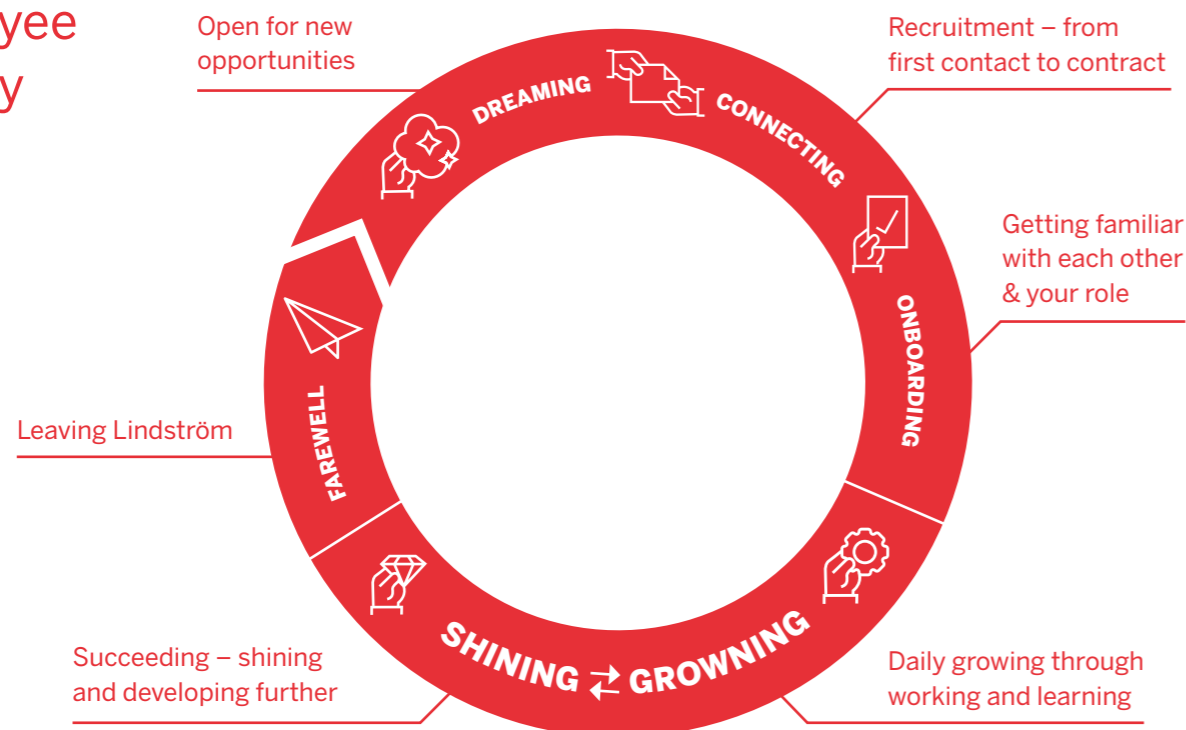 yee
y
Open for new
opportunities
DREAMING
CONNECTING
Recruitment – from
first contact to contract
ONBOARDING
Getting familiar
with each other
& your role
GROWNING
Daily growing through
working and learning
SHINING ⇄
Succeeding – shining
and developing further
FAREWELL
Leaving Lindström